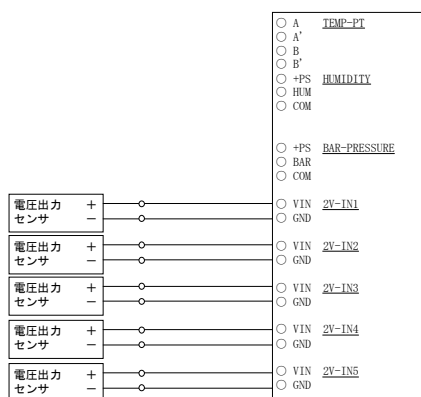 A TEMP-PT
A'
B
B'
+PS HUMIDITY
HUM
COM
+PS BAR-PRESSURE
BAR
COM
電圧出力 + VIN 2V-IN1
センサ − GND
電圧出力 + VIN 2V-IN2
センサ − GND
電圧出力 + VIN 2V-IN3
センサ − GND
電圧出力 + VIN 2V-IN4
センサ − GND
電圧出力 + VIN 2V-IN5
センサ − GND